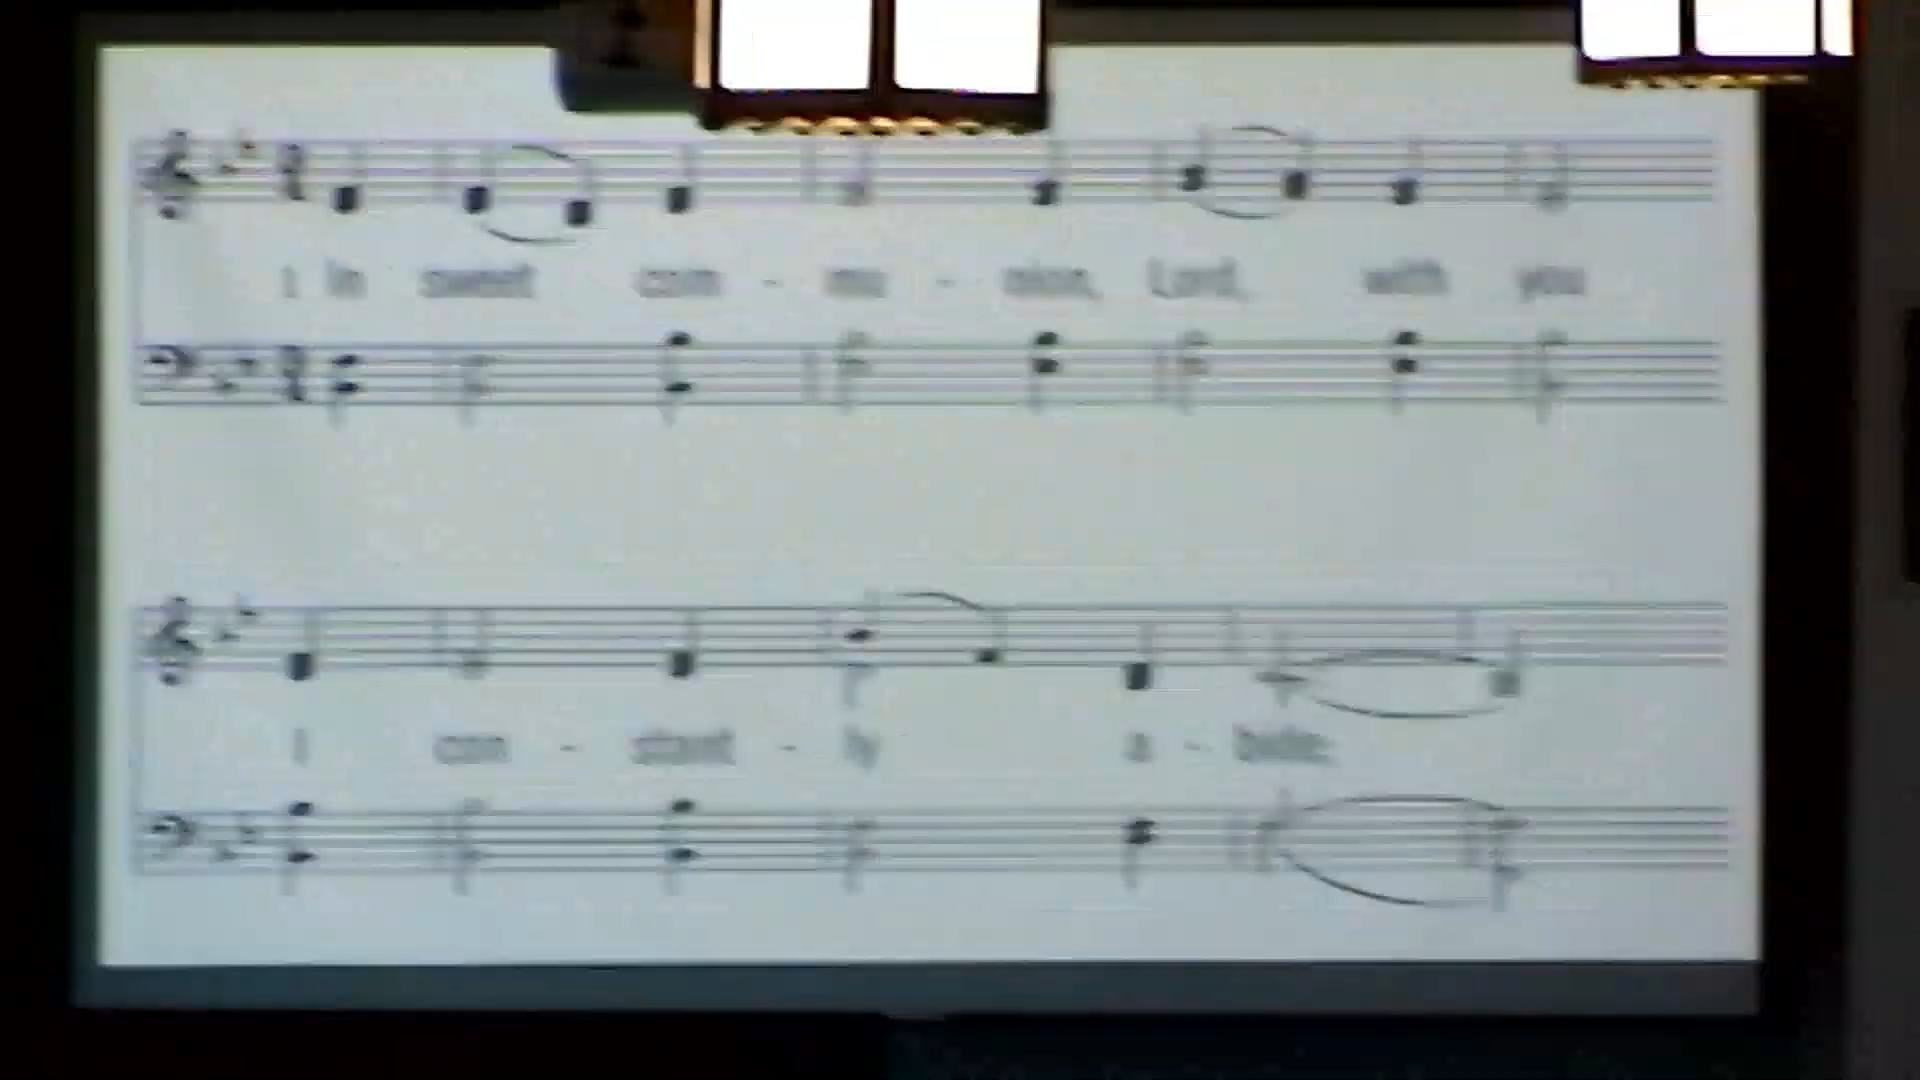 1 In sweet com - mu - nion, Lord, with you
I con - stant - ly a - bide;